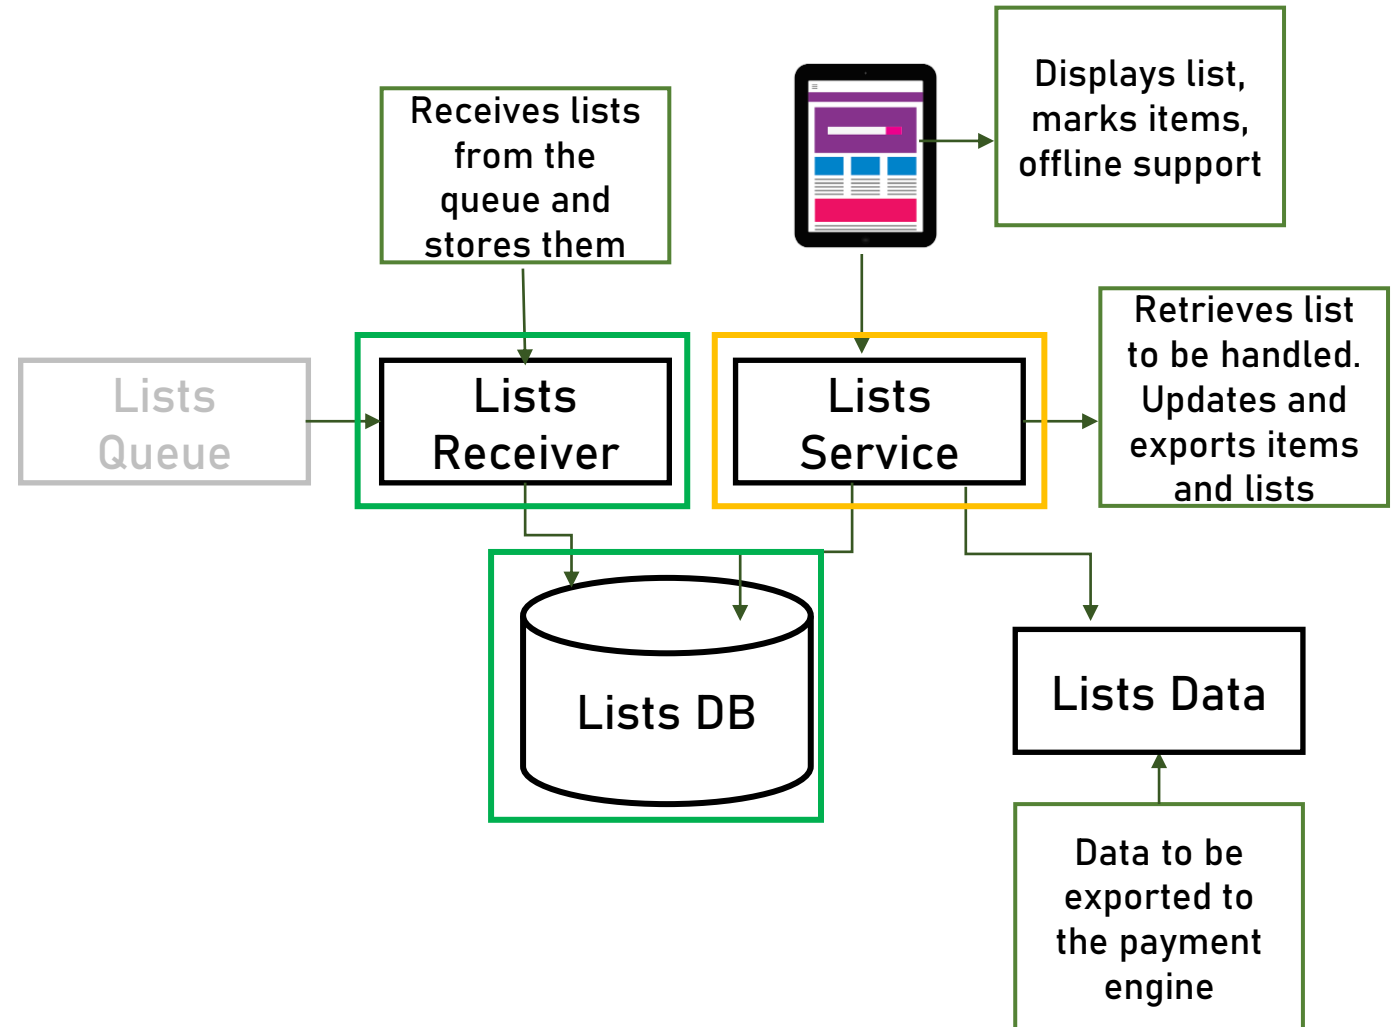 Displays list,
marks items,
offline support
Receives lists
from the
queue and
stores them
Retrieves list
to be handled.
Updates and
exports items
and lists
Lists
Queue
Lists
Receiver
Lists
Service
Lists DB
Lists Data
Data to be
exported to
the payment
engine